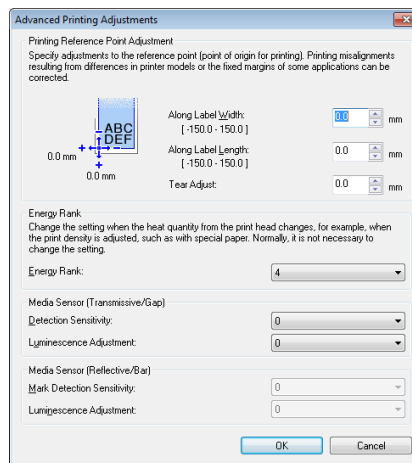 Advanced Printing Adjustments
Printing Reference Point Adjustment
Specify adjustments to the reference point (point of origin for printing). Printing misalignments
resulting from differences in printer models or the fixed margins of some applications can be
corrected.
Along Label Width: 0.0 mm
[ -150.0 - 150.0 ]
ABC
DEF
Along Label Length: 0.0 mm
[ -150.0 - 150.0 ]
0.0 mm
0.0 mm
Tear Adjust: 0.0 mm
Energy Rank
Change the setting when the heat quantity from the print head changes, for example, when
the print density is adjusted, such as with special paper. Normally, it is not necessary to
change the setting.
Energy Rank: 4
Media Sensor (Transmissive/Gap)
Detection Sensitivity: 0
Luminescence Adjustment: 0
Media Sensor (Reflective/Bar)
Mark Detection Sensitivity: 0
Luminescence Adjustment: 0
OK Cancel